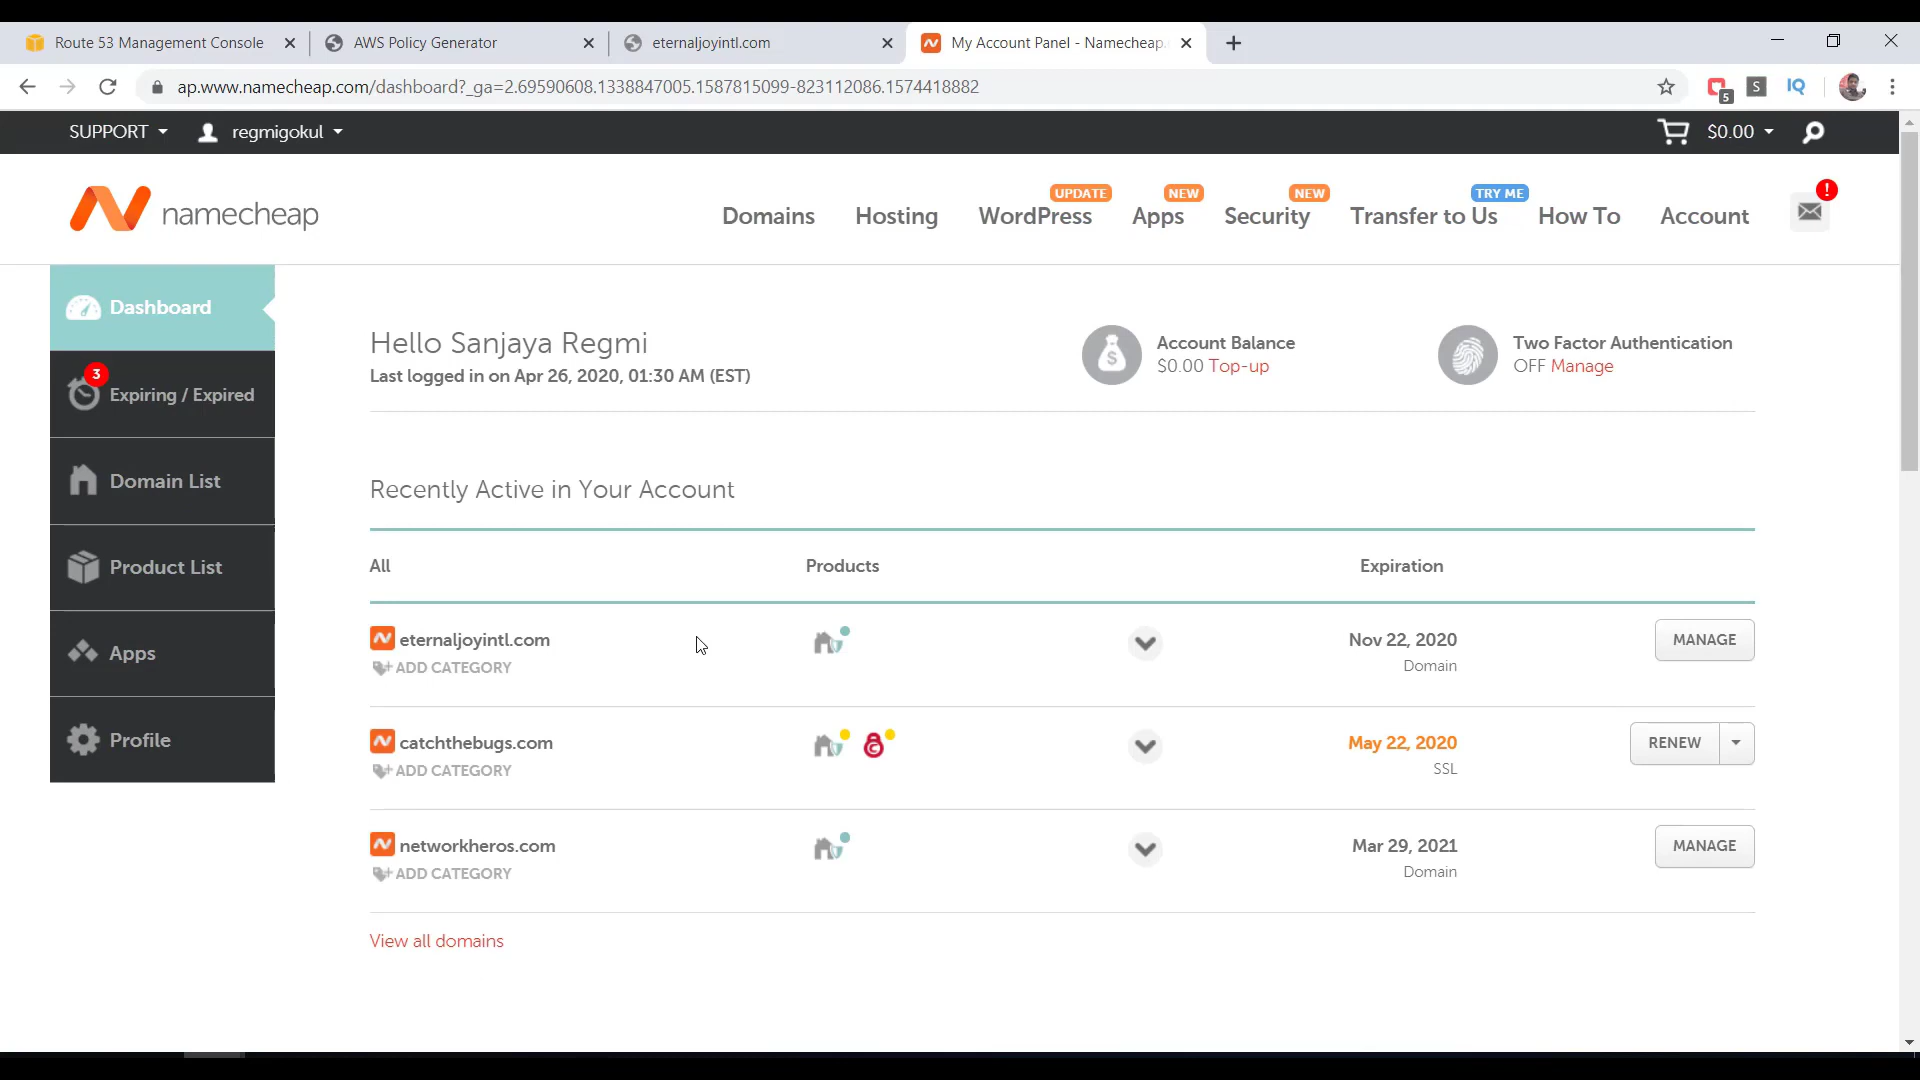 Route 53 Management Console
AWS Policy Generator
eternaljoyintl.com
My Account Panel - Namecheap.
ap.www.namecheap.com/dashboard?_ga=2.69590608.1338847005.1587815099-823112086.1574418882
5
S
IQ
SUPPORT
regmigokul
$0.00
namecheap
Domains
Hosting
UPDATE
WordPress
NEW
Apps
NEW
Security
TRY ME
Transfer to Us
How To
Account
!
Dashboard
3
Expiring / Expired
Domain List
Product List
Apps
Profile
Hello Sanjaya Regmi
Last logged in on Apr 26, 2020, 01:30 AM (EST)
$
Account Balance
$0.00 Top-up
Two Factor Authentication
OFF Manage
Recently Active in Your Account
All Products Expiration
eternaljoyintl.com
ADD CATEGORY
Nov 22, 2020
Domain
MANAGE
catchthebugs.com
ADD CATEGORY
May 22, 2020
SSL
RENEW
networkheros.com
ADD CATEGORY
Mar 29, 2021
Domain
MANAGE
View all domains